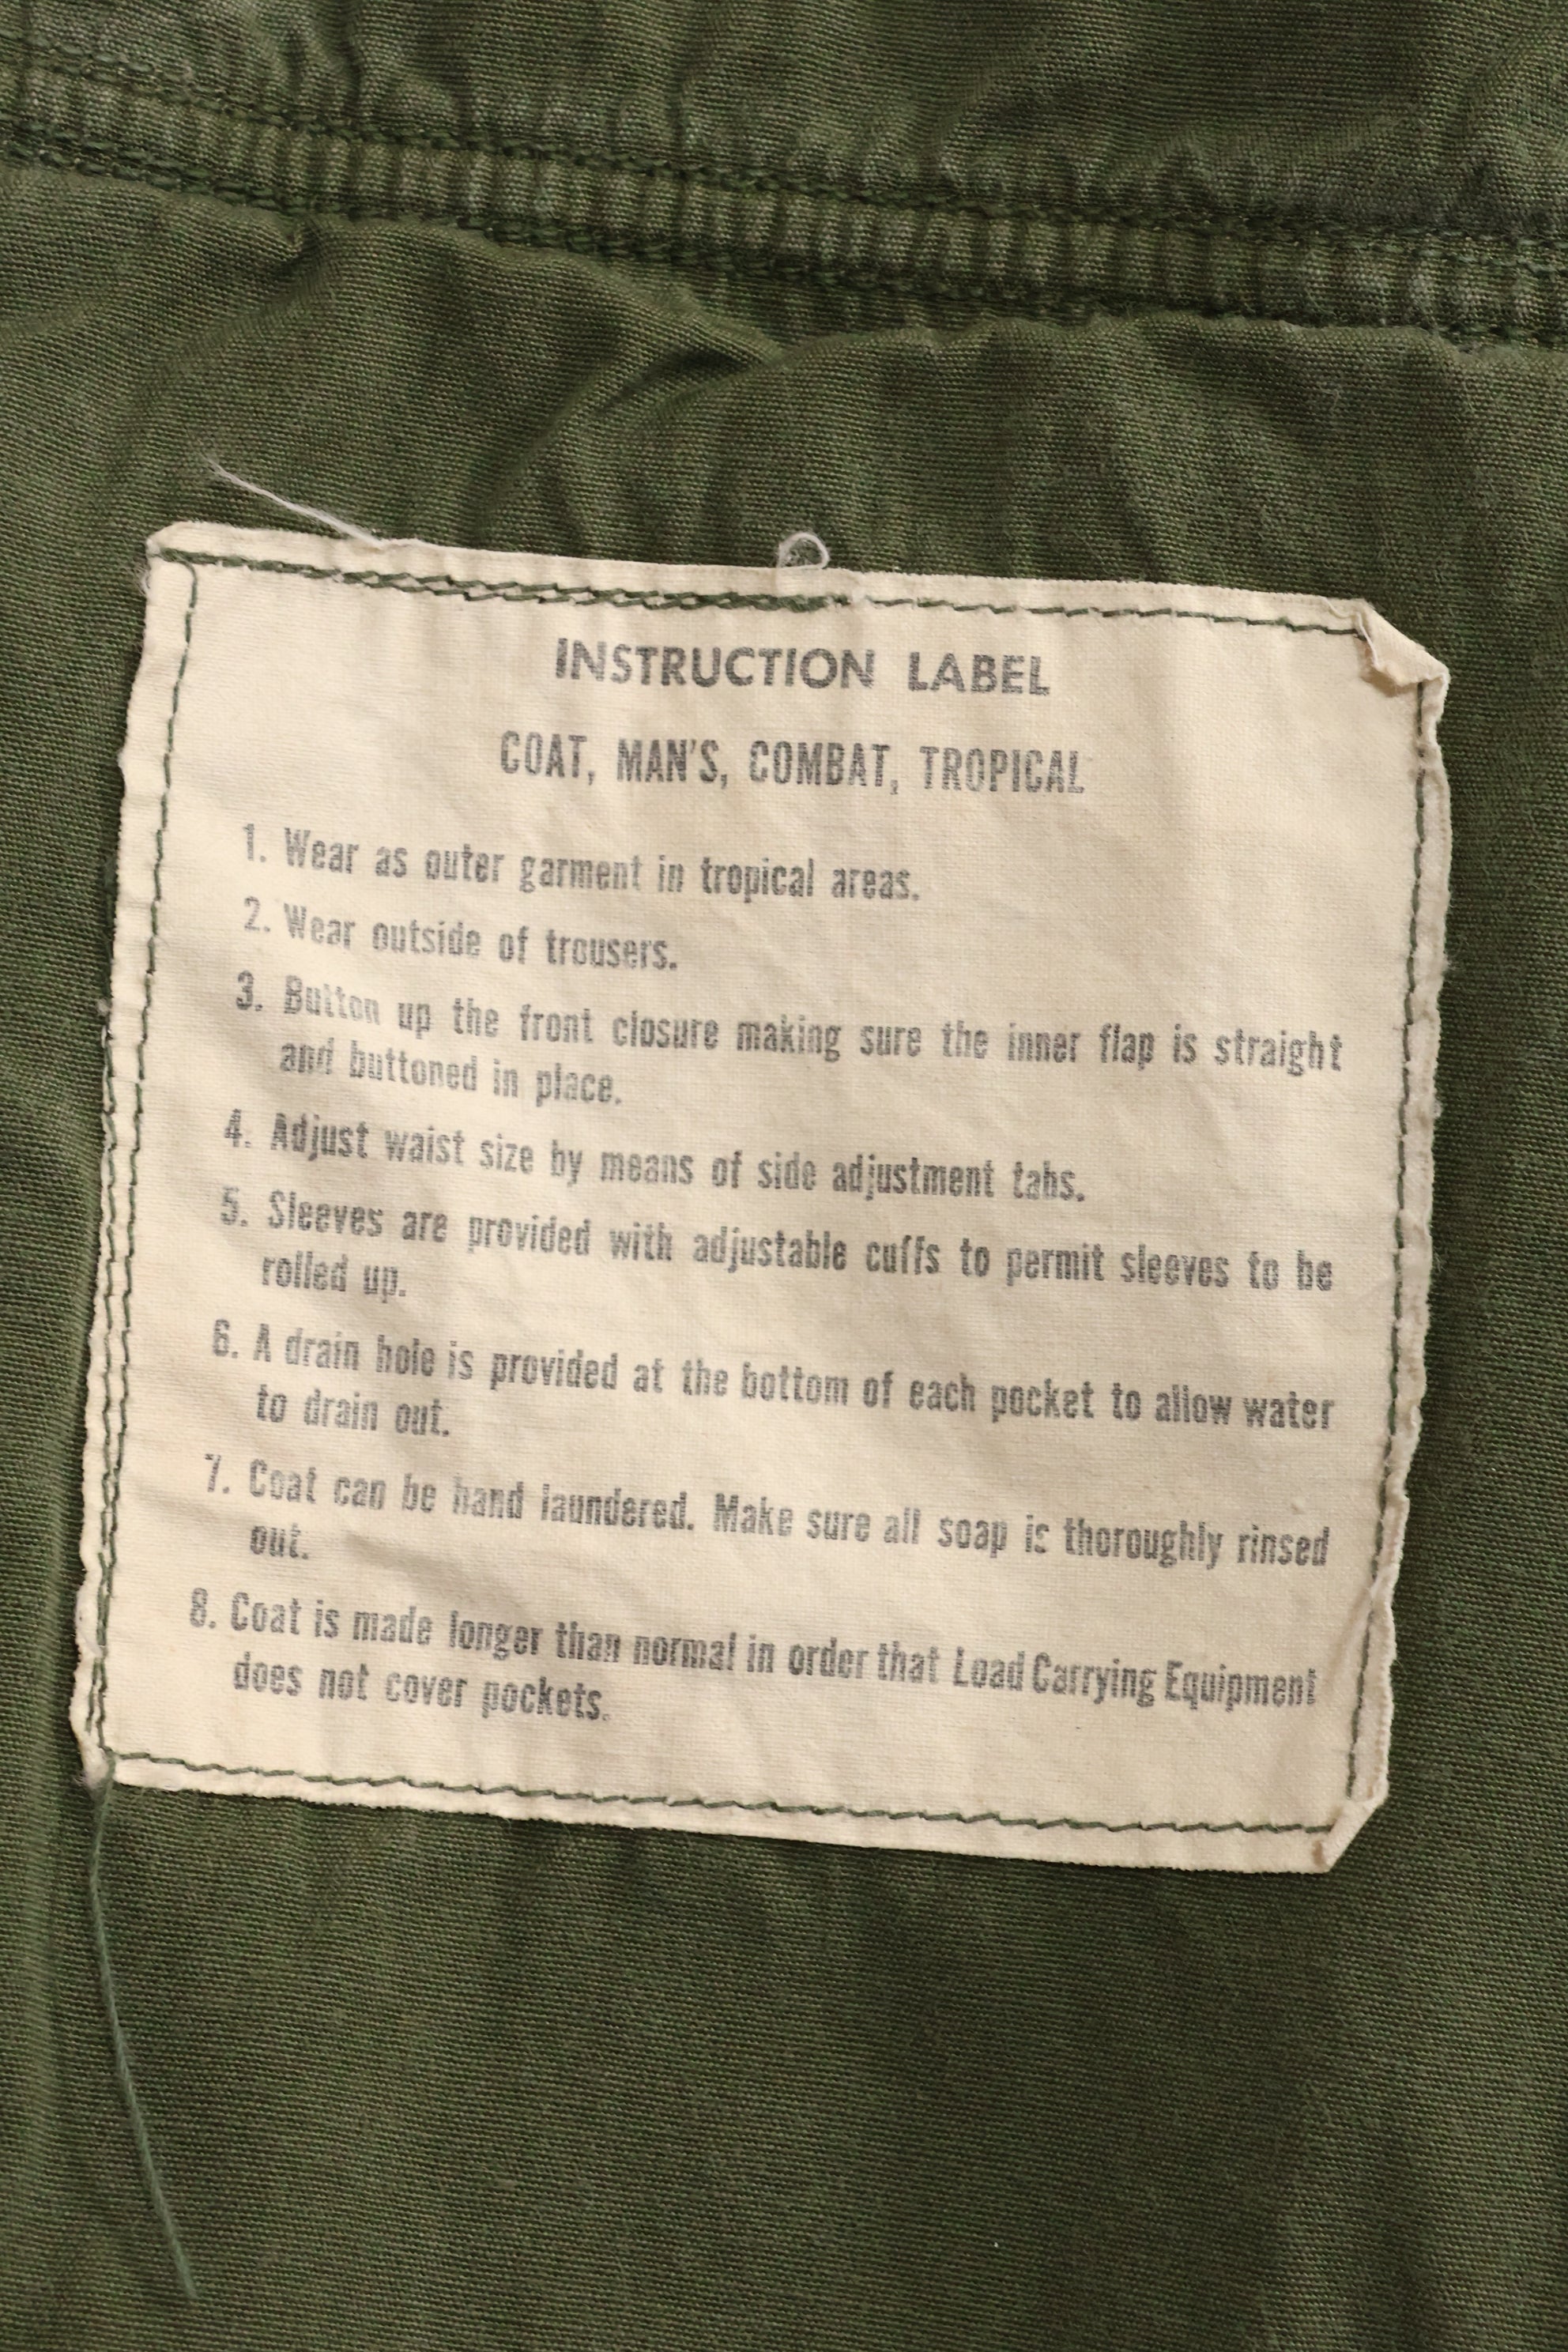 INSTRUCTION LABEL
COAT, MAN'S, COMBAT, TROPICAL
1. Wear as outer garment in tropical areas.
2. Wear outside of trousers.
3. Button up the front closure making sure the inner flap is straight
and buttoned in place.
4. Adjust waist size by means of side adjustment tabs.
5. Sleeves are provided with adjustable cuffs to permit sleeves to be
rolled up.
6. A drain hole is provided at the bottom of each pocket to allow water
to drain out.
7. Coat can be hand laundered. Make sure all soap is thoroughly rinsed
out.
8. Coat is made longer than normal in order that Load Carrying Equipment
does not cover pockets.